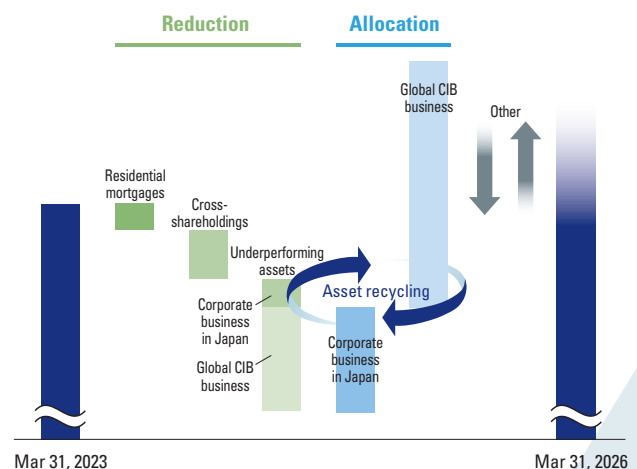 Reduction
Allocation
Global CIB
business
Other
Residential
mortgages
Cross-
shareholdings
Underperforming
assets
Asset recycling
Corporate
business
in Japan
Global CIB
business
Corporate
business
in Japan
Mar 31, 2023
Mar 31, 2026